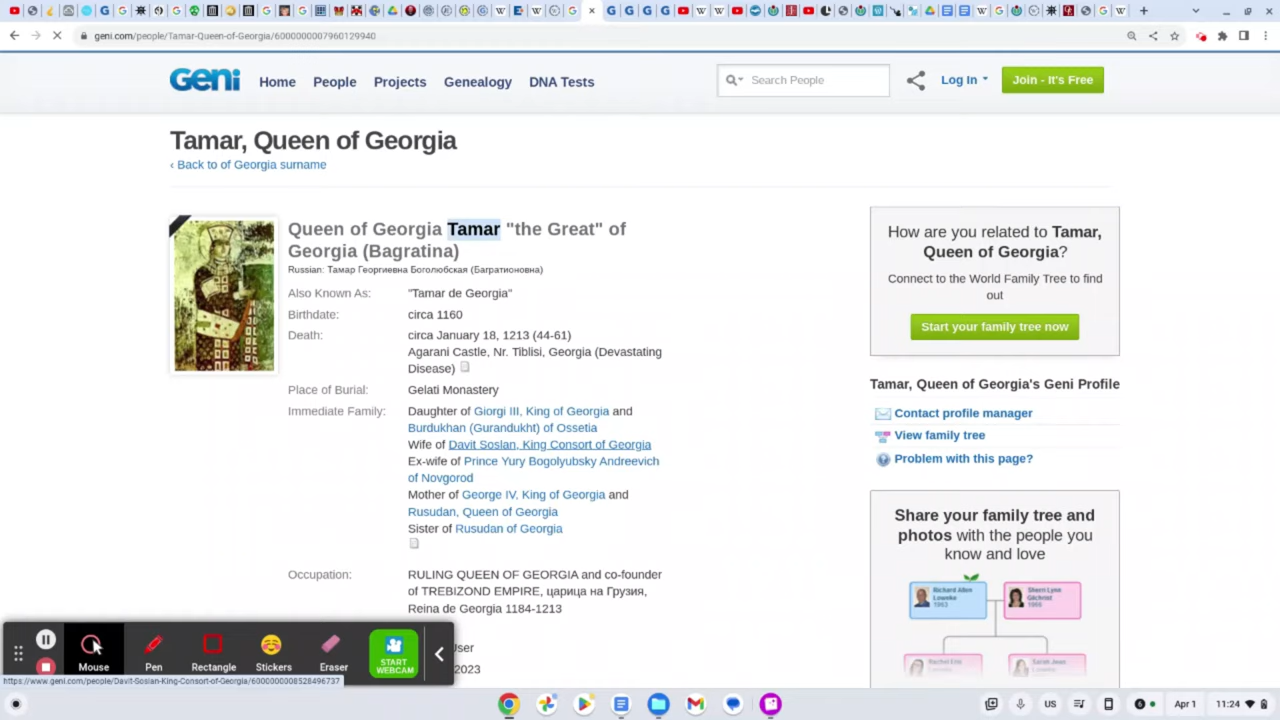 geni.com/people/Tamar-Queen-of-Georgia/6000000007960129940
Geni
Home People Projects Genealogy DNA Tests
Search People
Log In
Join - It's Free
Tamar, Queen of Georgia
‹ Back to of Georgia surname
Queen of Georgia Tamar "the Great" of
Georgia (Bagratina)
Russian: Тамар Георгиевна Боголюбская (Багратионовна)
Also Known As: "Tamar de Georgia"
Birthdate: circa 1160
Death: circa January 18, 1213 (44-61)
Agarani Castle, Nr. Tiblisi, Georgia (Devastating
Disease)
Place of Burial: Gelati Monastery
Immediate Family: Daughter of Giorgi III, King of Georgia and
Burdukhan (Gurandukht) of Ossetia
Wife of Davit Soslan, King Consort of Georgia
Ex-wife of Prince Yury Bogolyubsky Andreevich
of Novgorod
Mother of George IV, King of Georgia and
Rusudan, Queen of Georgia
Sister of Rusudan of Georgia
Occupation: RULING QUEEN OF GEORGIA and co-founder
of TREBIZOND EMPIRE, царица на Грузия,
Reina de Georgia 1184-1213
2023
How are you related to Tamar,
Queen of Georgia?
Connect to the World Family Tree to find
out
Start your family tree now
Tamar, Queen of Georgia's Geni Profile
Contact profile manager
View family tree
Problem with this page?
Share your family tree and
photos with the people you
know and love
Richard Allen
Sherri Lynn
Mouse Pen Rectangle Stickers Eraser
START
WEBCAM
https://www.geni.com/people/Davit-Soslan-King-Consort-of-Georgia/6000000008528496737
US
6
Apr 1
11:24